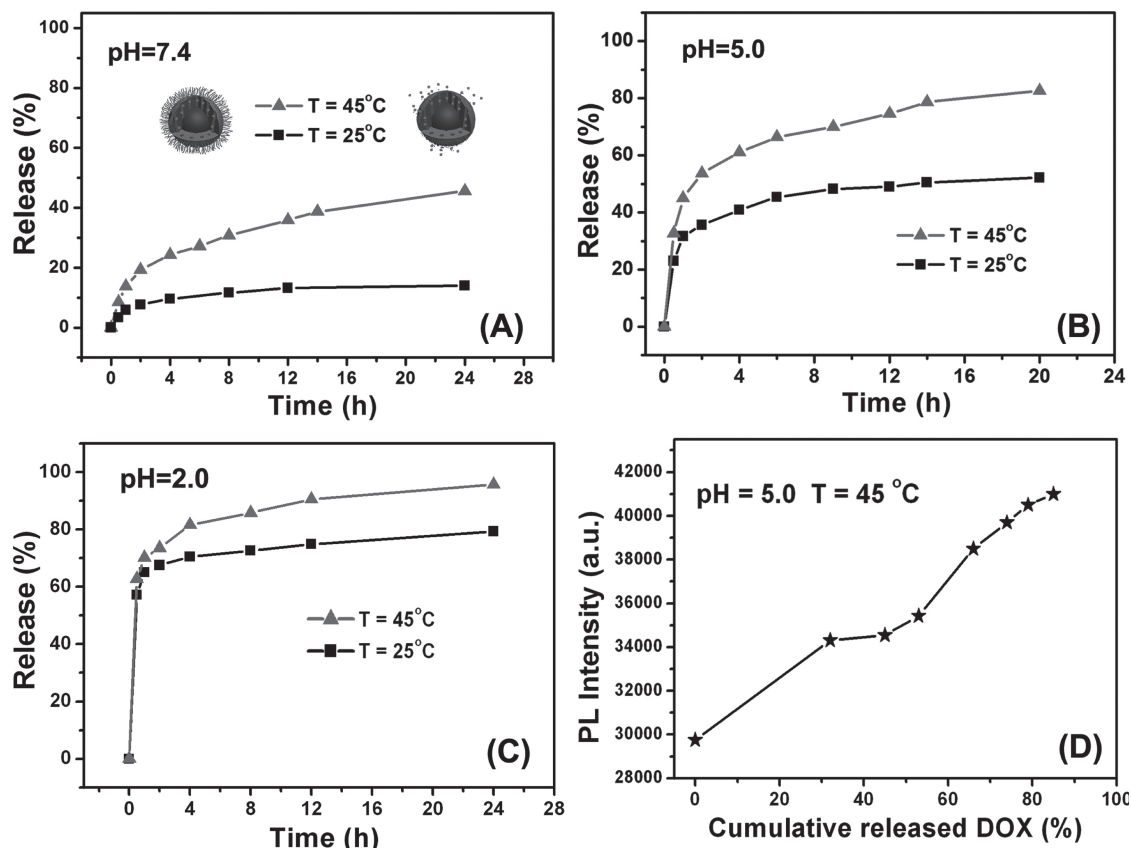 pH=7.4
T = 45°C
T = 25°C
Release (%)
100
80
60
40
20
0
0 4 8 12 16 20 24 28
Time (h)
(A)
pH=5.0
T = 45°C
T = 25°C
Release (%)
100
80
60
40
20
0
0 4 8 12 16 20 24
Time (h)
(B)
pH=2.0
T = 45°C
T = 25°C
Release (%)
100
80
60
40
20
0
0 4 8 12 16 20 24 28
Time (h)
(C)
pH = 5.0 T = 45 °C
PL Intensity (a.u.)
42000
40000
38000
36000
34000
32000
30000
28000
0 20 40 60 80 100
Cumulative released DOX (%)
(D)